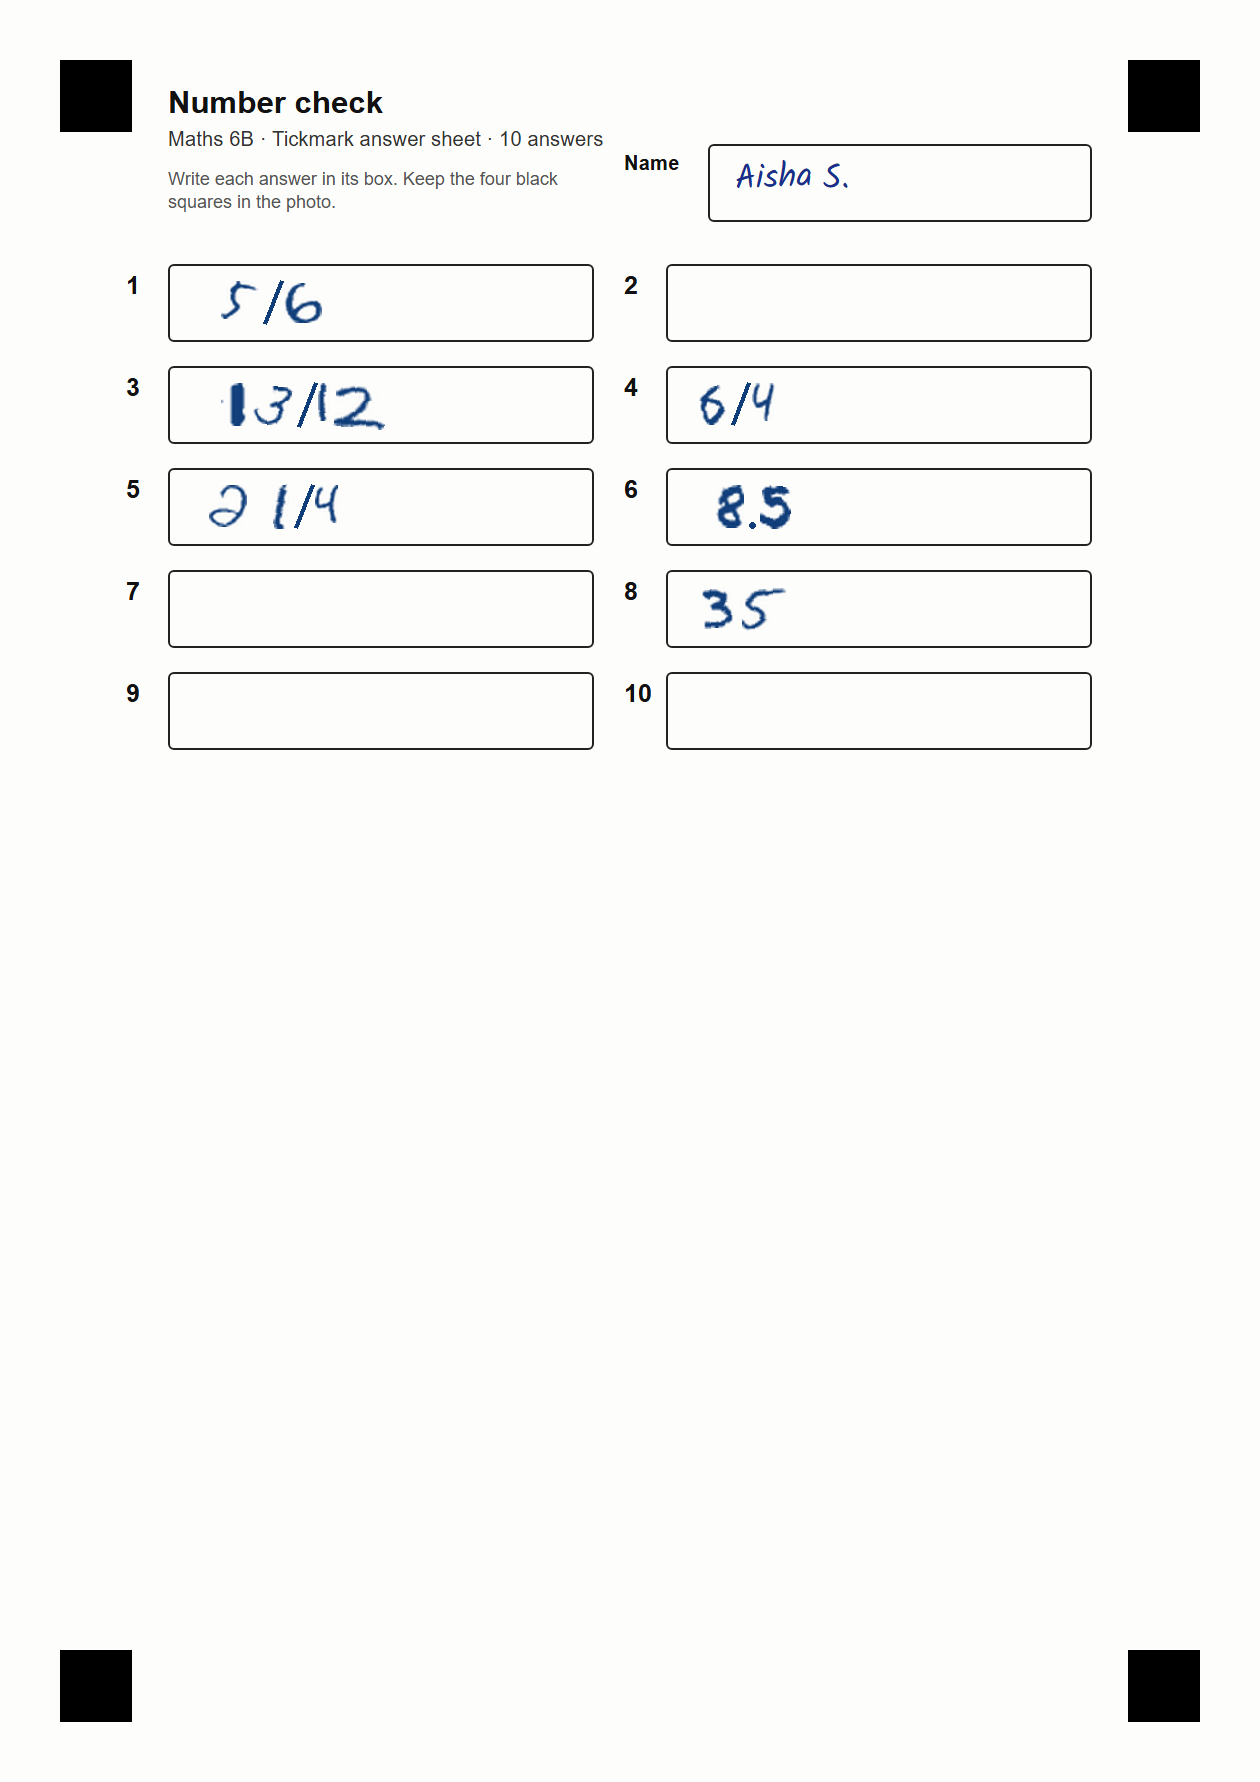 Number check
Maths 6B · Tickmark answer sheet · 10 answers
Write each answer in its box. Keep the four black
squares in the photo.
Name Aisha S.
1 5/6
2
3 13/12
4 6/4
5 2 1/4
6 8.5
7
8 35
9
10